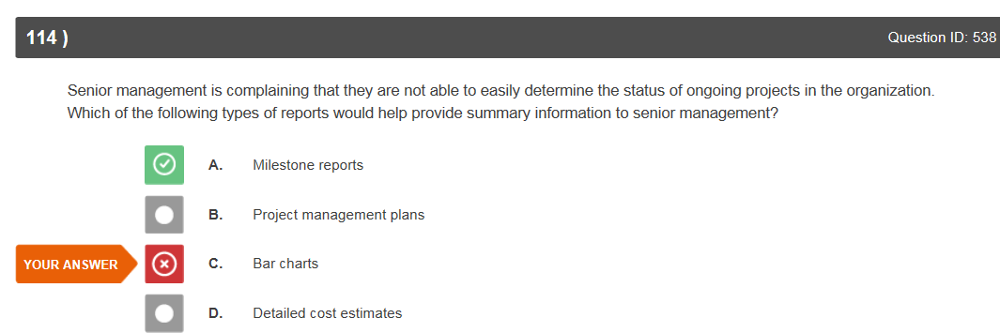 114 )
Question ID: 538
Senior management is complaining that they are not able to easily determine the status of ongoing projects in the organization.
Which of the following types of reports would help provide summary information to senior management?
A. Milestone reports
B. Project management plans
YOUR ANSWER C. Bar charts
D. Detailed cost estimates